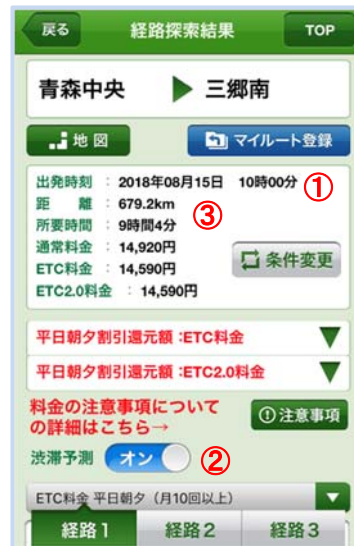 戻る 経路探索結果 TOP
青森中央 ▶ 三郷南
地図 マイルート登録
出発時刻 : 2018年08月15日 10時00分 ①
距 離 : 679.2km
所要時間 : 9時間4分 ③
通常料金 : 14,920円
ETC料金 : 14,590円 条件変更
ETC2.0料金 : 14,590円
平日朝夕割引還元額 :ETC料金 ▼
平日朝夕割引還元額 :ETC2.0料金 ▼
料金の注意事項について
の詳細はこちら→ 注意事項
渋滞予測 オン ②
ETC料金 平日朝夕(月10回以上) ▼
経路1 経路2 経路3